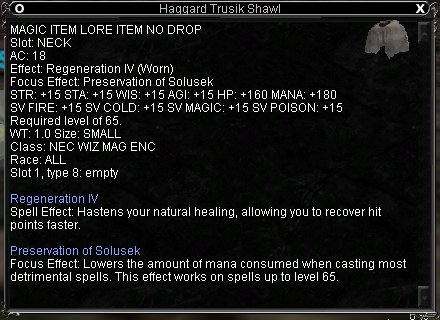 O Haggard Trusik Shawl X
MAGIC ITEM LORE ITEM NO DROP
Slot: NECK
AC: 18
Effect: Regeneration IV (Worn)
Focus Effect: Preservation of Solusek
STR: +15 STA: +15 WIS: +15 AGI: +15 HP: +160 MANA: +180
SV FIRE: +15 SV COLD: +15 SV MAGIC: +15 SV POISON: +15
Required level of 65.
WT: 1.0 Size: SMALL
Class: NEC WIZ MAG ENC
Race: ALL
Slot 1, type 8: empty
Regeneration IV
Spell Effect: Hastens your natural healing, allowing you to recover hit
points faster.
Preservation of Solusek
Focus Effect: Lowers the amount of mana consumed when casting most
detrimental spells. This effect works on spells up to level 65.